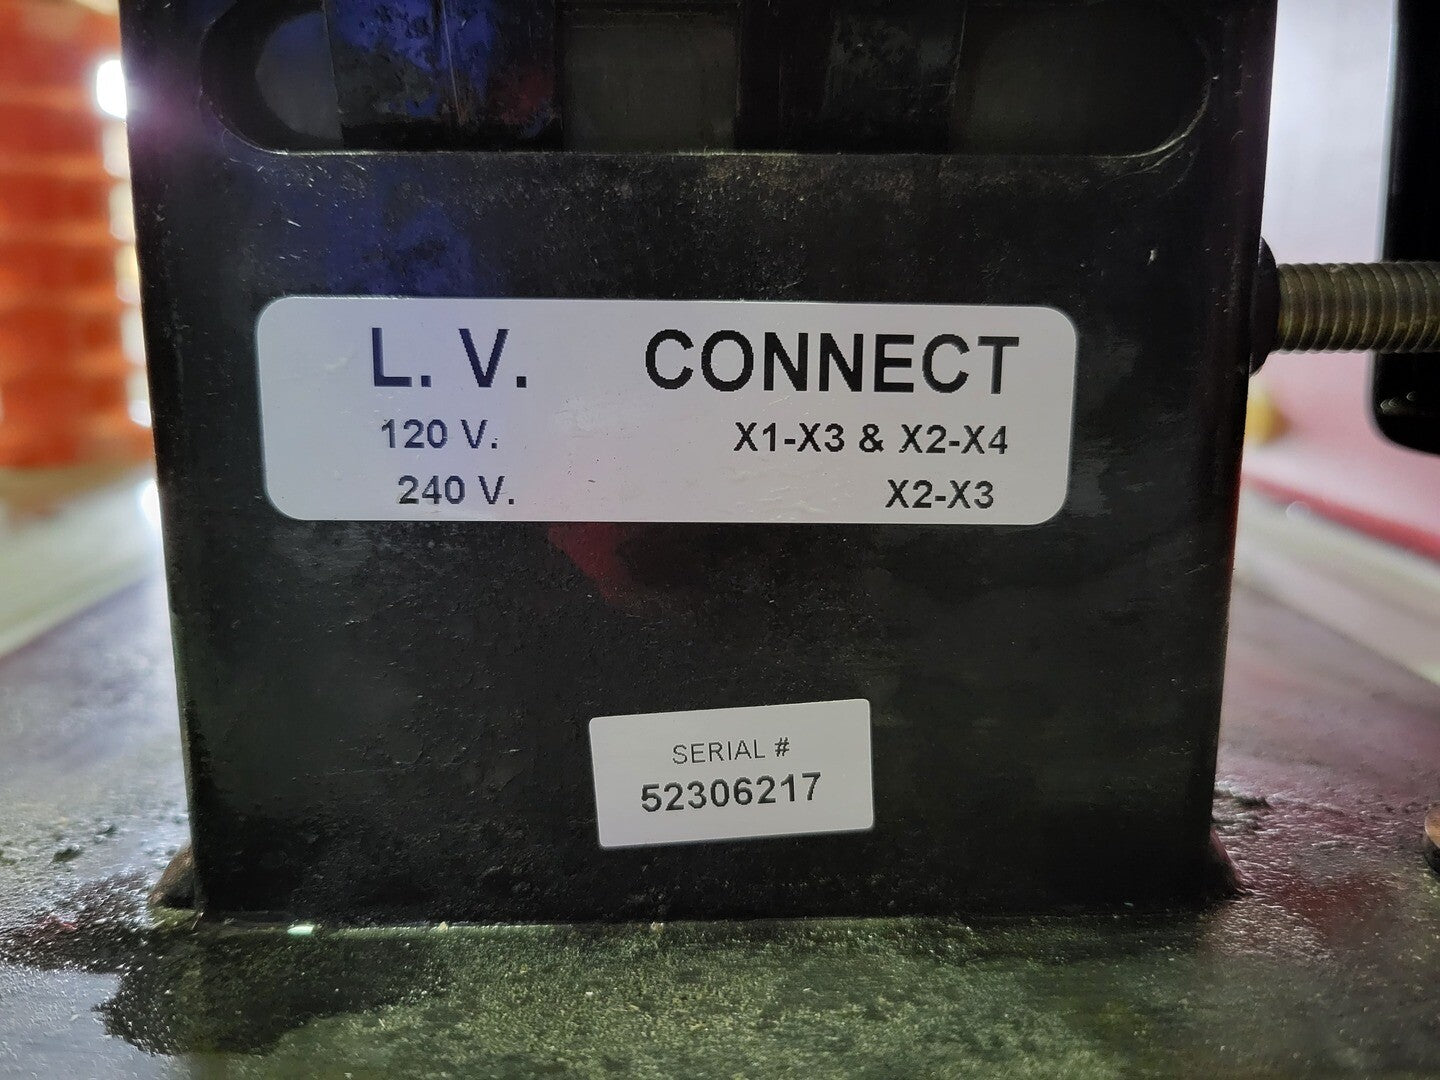 L. V. CONNECT
120 V. X1-X3 & X2-X4
240 V. X2-X3
SERIAL #
52306217